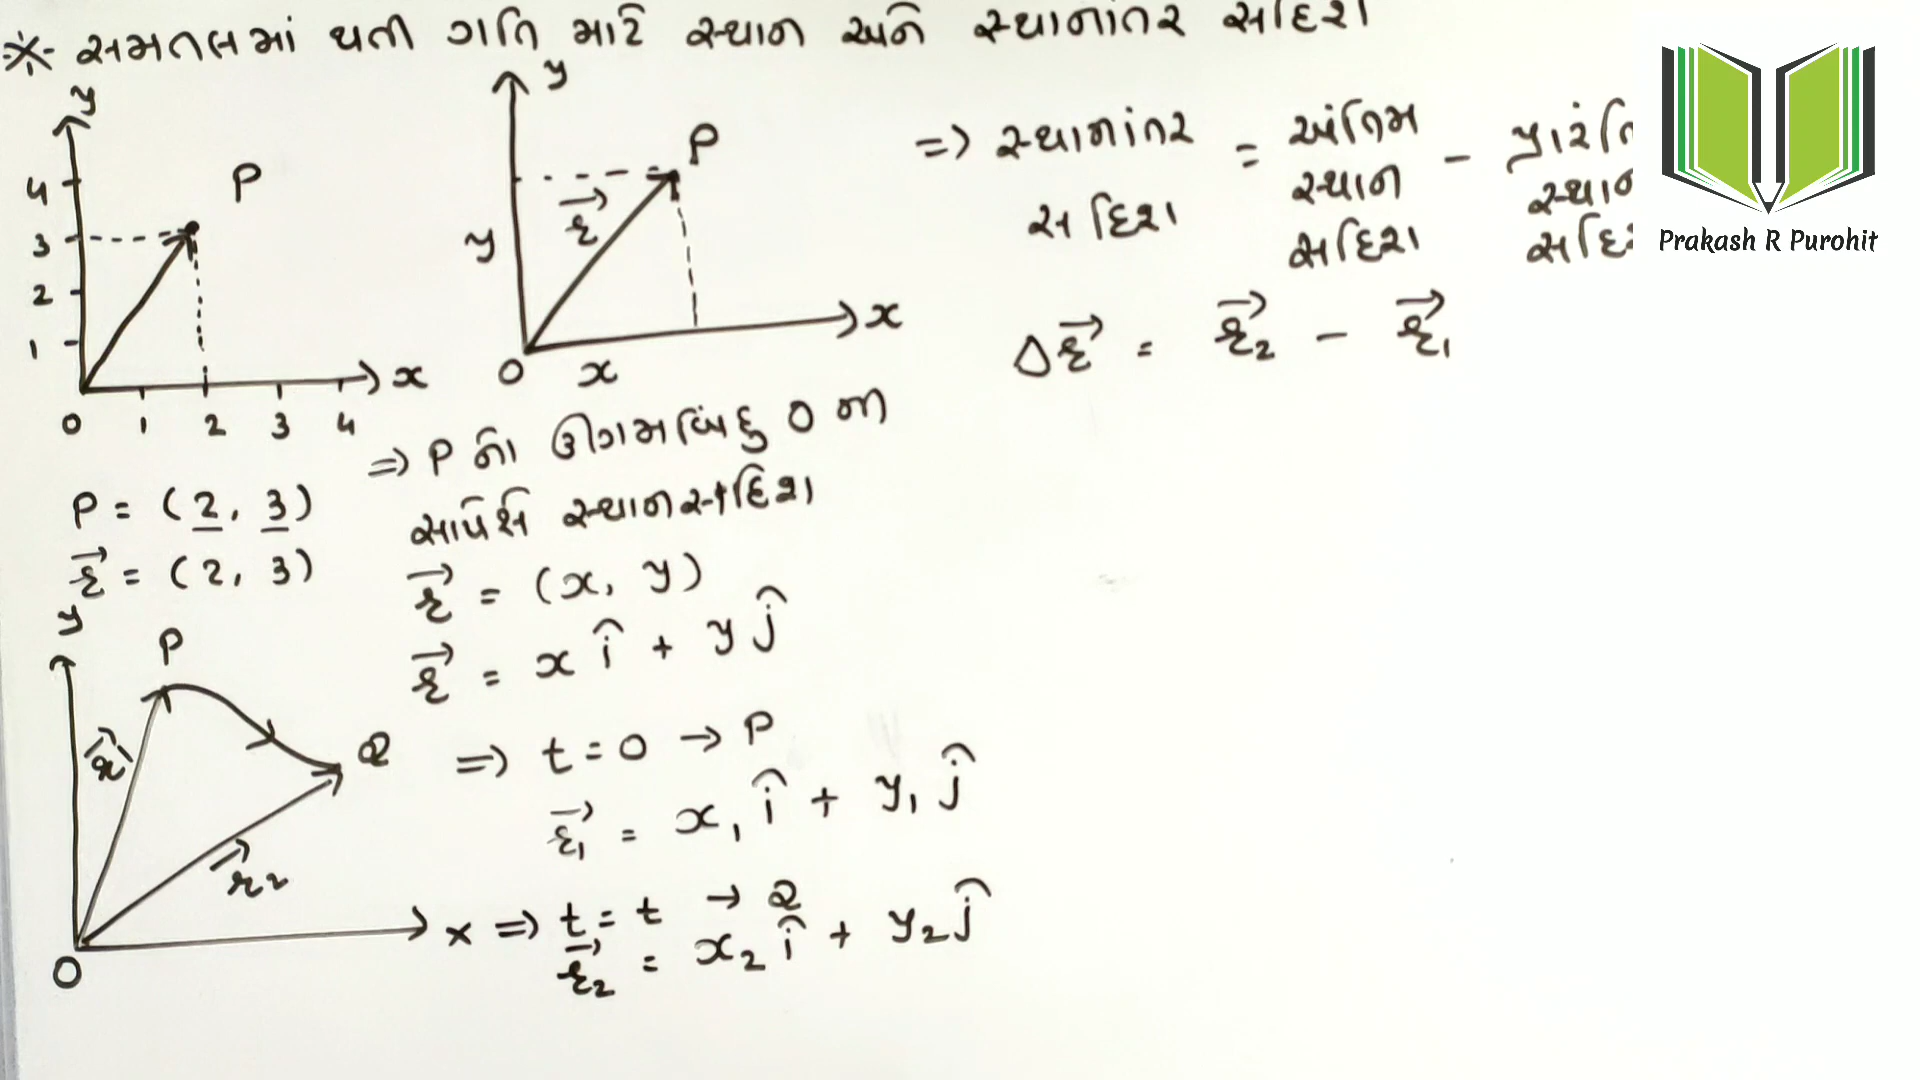 ※ સમતલમાં થતી ગતિ માટે સ્થાન અને સ્થાનાંતર સદિશ
y
4
3
2
1
0 1 2 3 4
x
P
P = (2, 3)
r⃗ = (2, 3)
y
P
r⃗
y
O x
x
⇒ P નો ઊગમબિંદુ O ના
સાપેક્ષે સ્થાનસદિશ
r⃗ = (x, y)
r⃗ = x î + y ĵ
y
P
Q
r⃗1
r⃗2
O
x
⇒ t = 0 → P
r⃗1 = x1 î + y1 ĵ
⇒ t = t → Q
r⃗2 = x2 î + y2 ĵ
⇒ સ્થાનાંતર = અંતિમ - પ્રારંભિ
સદિશ સ્થાન સ્થાન
સદિશ સદિશ
Δr⃗ = r⃗2 - r⃗1
Prakash R Purohit